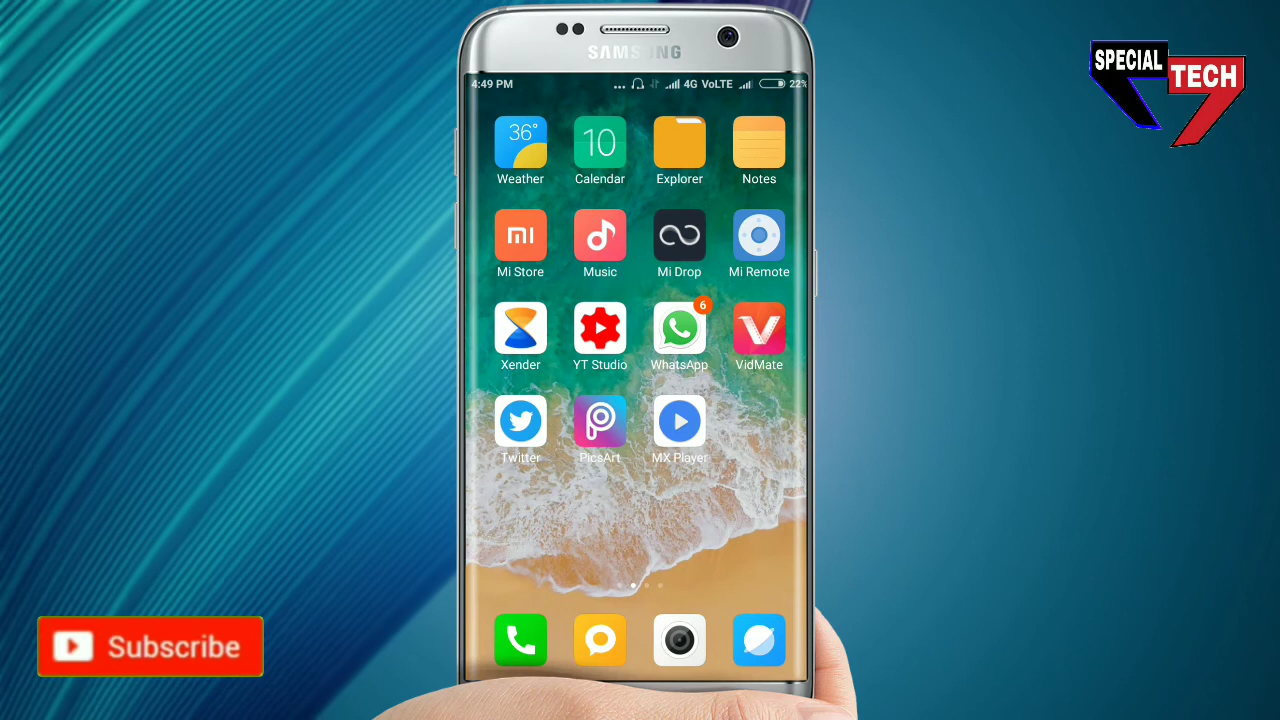 SPECIAL
TECH
SAMSUNG
4:49 PM ... 4G VoLTE 22%
36°
10
Weather Calendar Explorer Notes
mi
Mi Store Music Mi Drop Mi Remote
6
Xender YT Studio WhatsApp VidMate
Twitter PicsArt MX Player
Subscribe